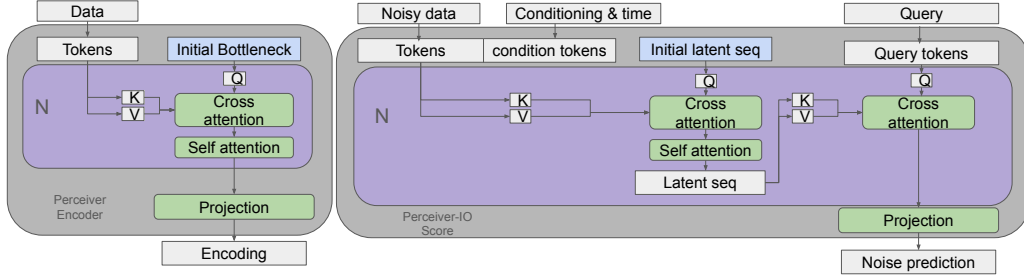 Data
Tokens
Initial Bottleneck
Q
N
K
V
Cross
attention
Self attention
Perceiver
Encoder
Projection
Encoding
Noisy data
Conditioning & time
Query
Tokens
condition tokens
Initial latent seq
Query tokens
Q
Q
N
K
V
Cross
attention
K
V
Cross
attention
Self attention
Latent seq
Perceiver-IO
Score
Projection
Noise prediction